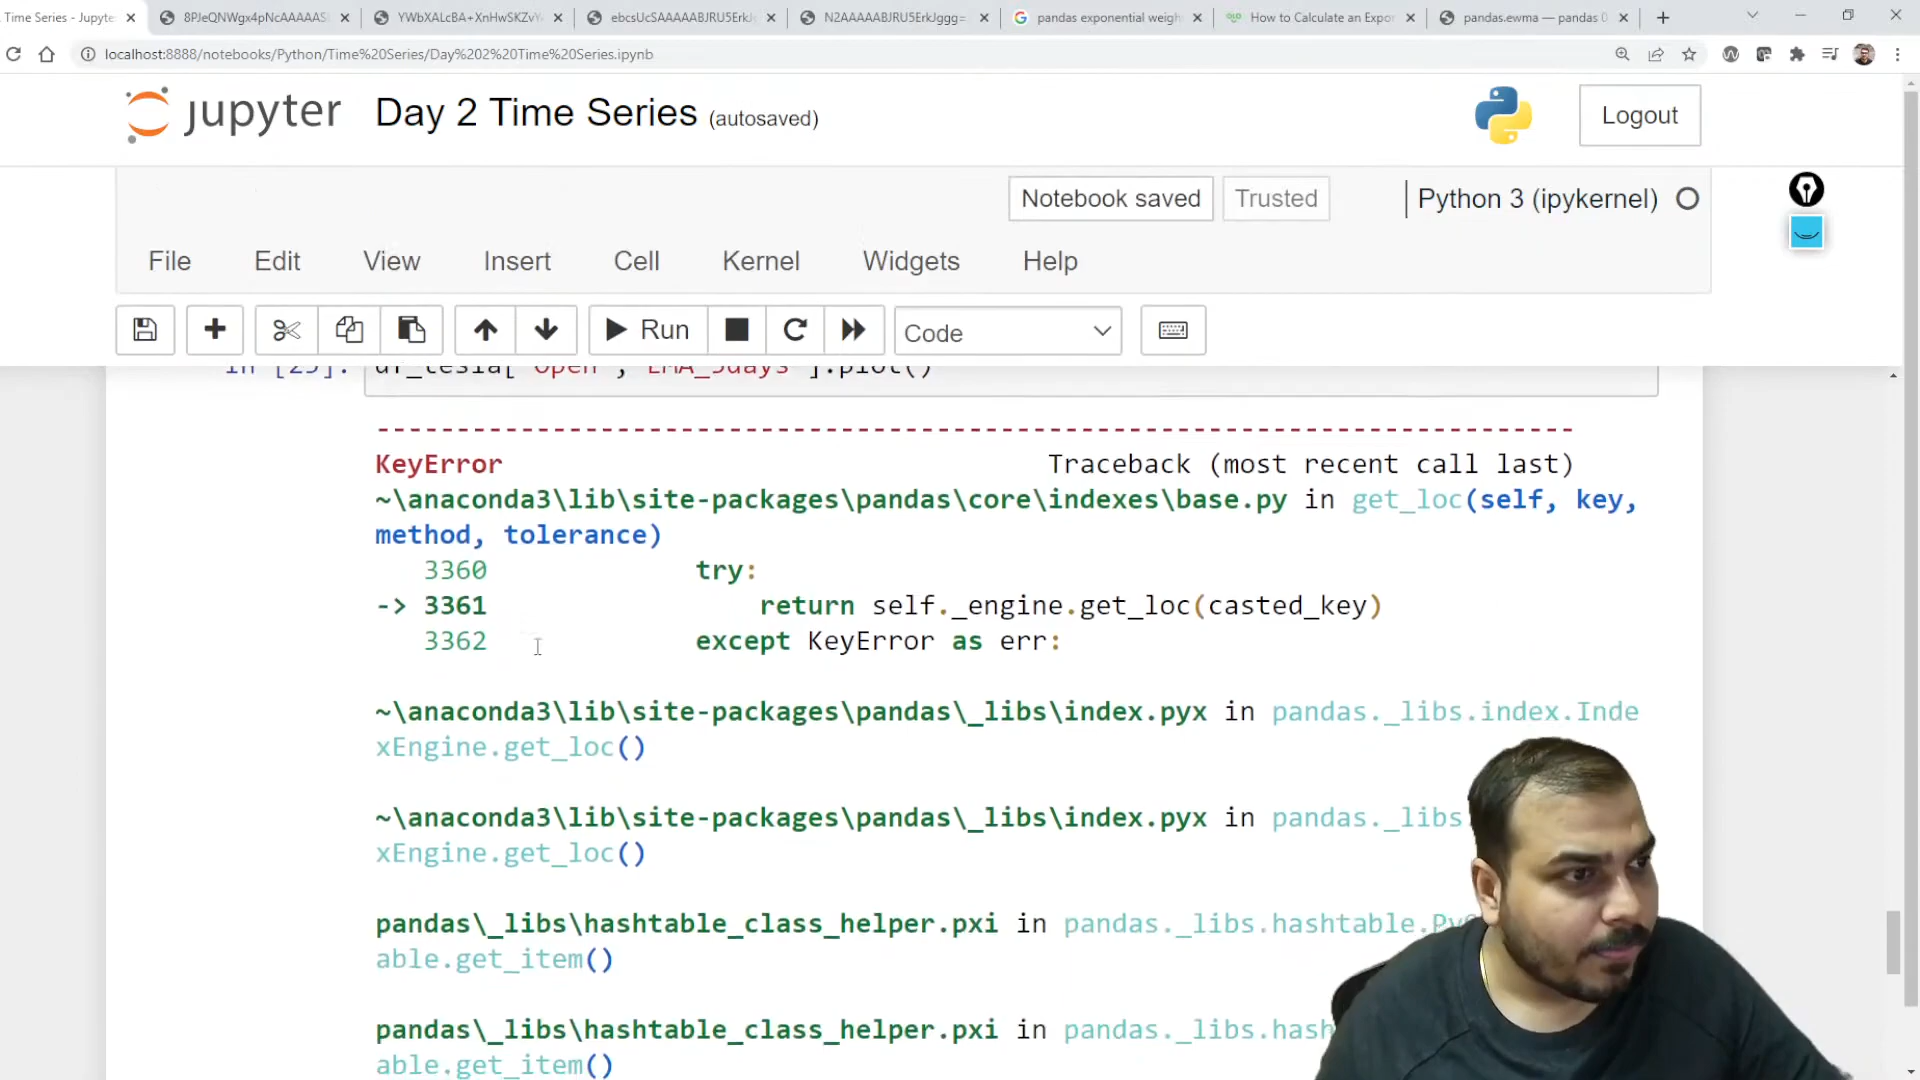 Time Series - Jupyte
8PJeQNWgx4pNcAAAAAS
YWbXALcBA+XnHwSKZvY
ebcsUcSAAAAABJRU5ErkJ
N2AAAAABJRU5ErkJggg=
pandas exponential weigh
How to Calculate an Expor
pandas.ewma — pandas 0
localhost:8888/notebooks/Python/Time%20Series/Day%202%20Time%20Series.ipynb
jupyter Day 2 Time Series (autosaved)
Logout
Notebook saved Trusted Python 3 (ipykernel)
File Edit View Insert Cell Kernel Widgets Help
Run Code
KeyError Traceback (most recent call last)
~\anaconda3\lib\site-packages\pandas\core\indexes\base.py in get_loc(self, key,
method, tolerance)
3360 try:
-> 3361 return self._engine.get_loc(casted_key)
3362 except KeyError as err:
~\anaconda3\lib\site-packages\pandas\_libs\index.pyx in pandas._libs.index.Inde
xEngine.get_loc()
~\anaconda3\lib\site-packages\pandas\_libs\index.pyx in pandas._libs.
xEngine.get_loc()
pandas\_libs\hashtable_class_helper.pxi in pandas._libs.hashtable.Py
able.get_item()
pandas\_libs\hashtable_class_helper.pxi in pandas._libs.hash
able.get_item()